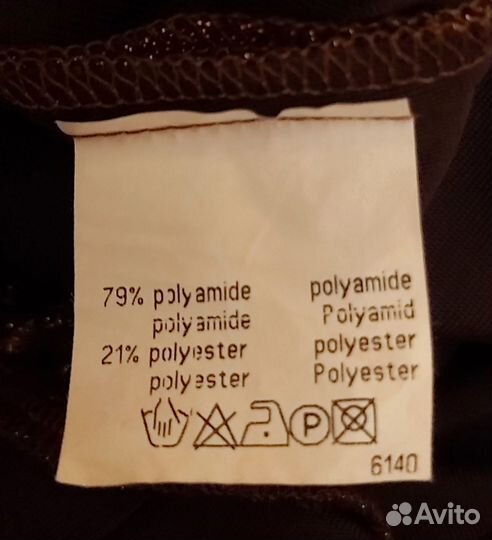 79% polyamide polyamide
polyamide Polyamid
21% polyester polyester
polyester Polyester
P
6140
Avito